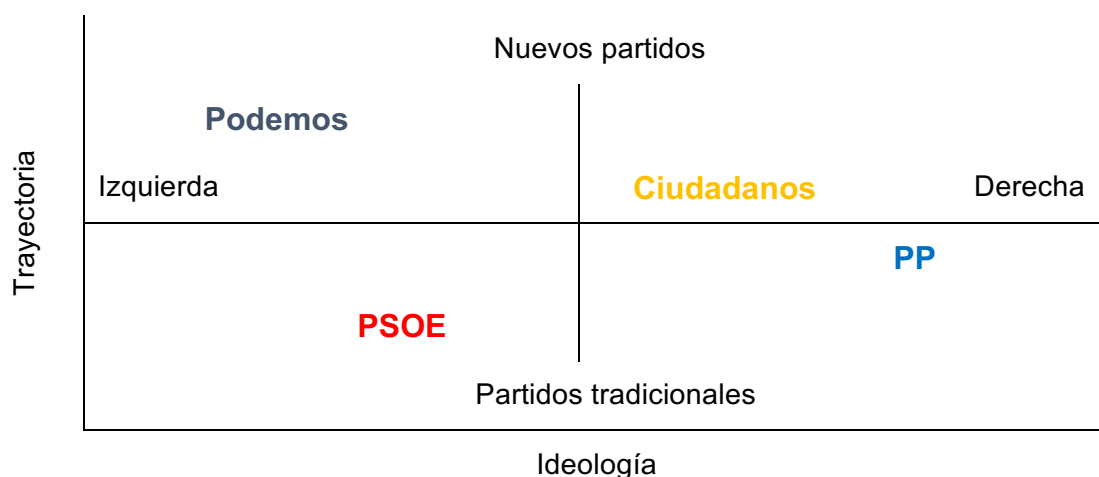 Nuevos partidos
Podemos
Trayectoria
Izquierda
Ciudadanos
Derecha
PP
PSOE
Partidos tradicionales
Ideología